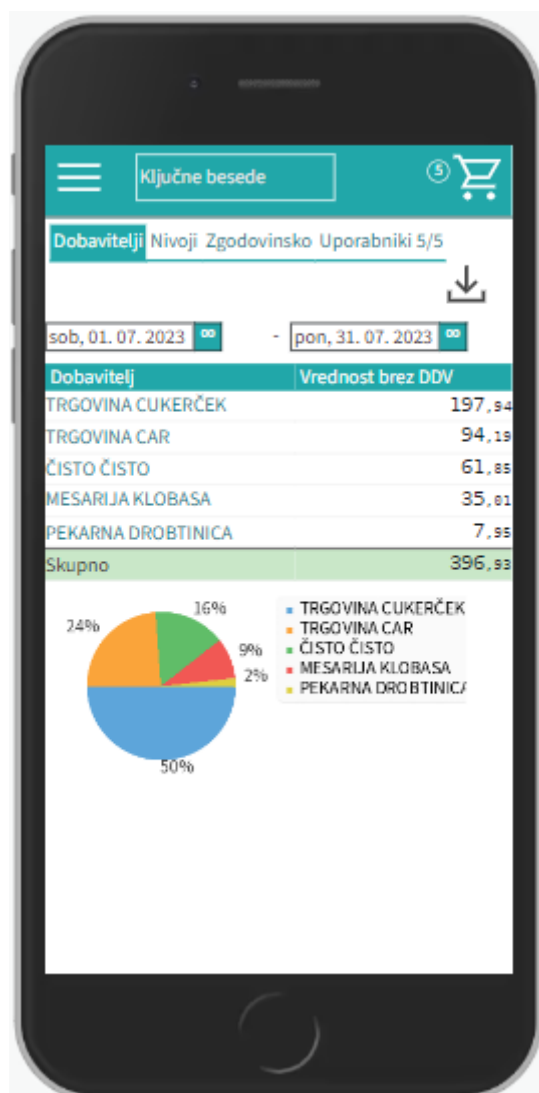 Ključne besede
5
Dobavitelji Nivoji Zgodovinsko Uporabniki 5/5
sob, 01. 07. 2023 - pon, 31. 07. 2023
Dobavitelj Vrednost brez DDV
TRGOVINA CUKERČEK 197,94
TRGOVINA CAR 94,19
ČISTO ČISTO 61,85
MESARIJA KLOBASA 35,01
PEKARNA DROBTINICA 7,95
Skupno 396,93
16%
24%
9%
2%
50%
TRGOVINA CUKERČEK
TRGOVINA CAR
ČISTO ČISTO
MESARIJA KLOBASA
PEKARNA DROBTINICA